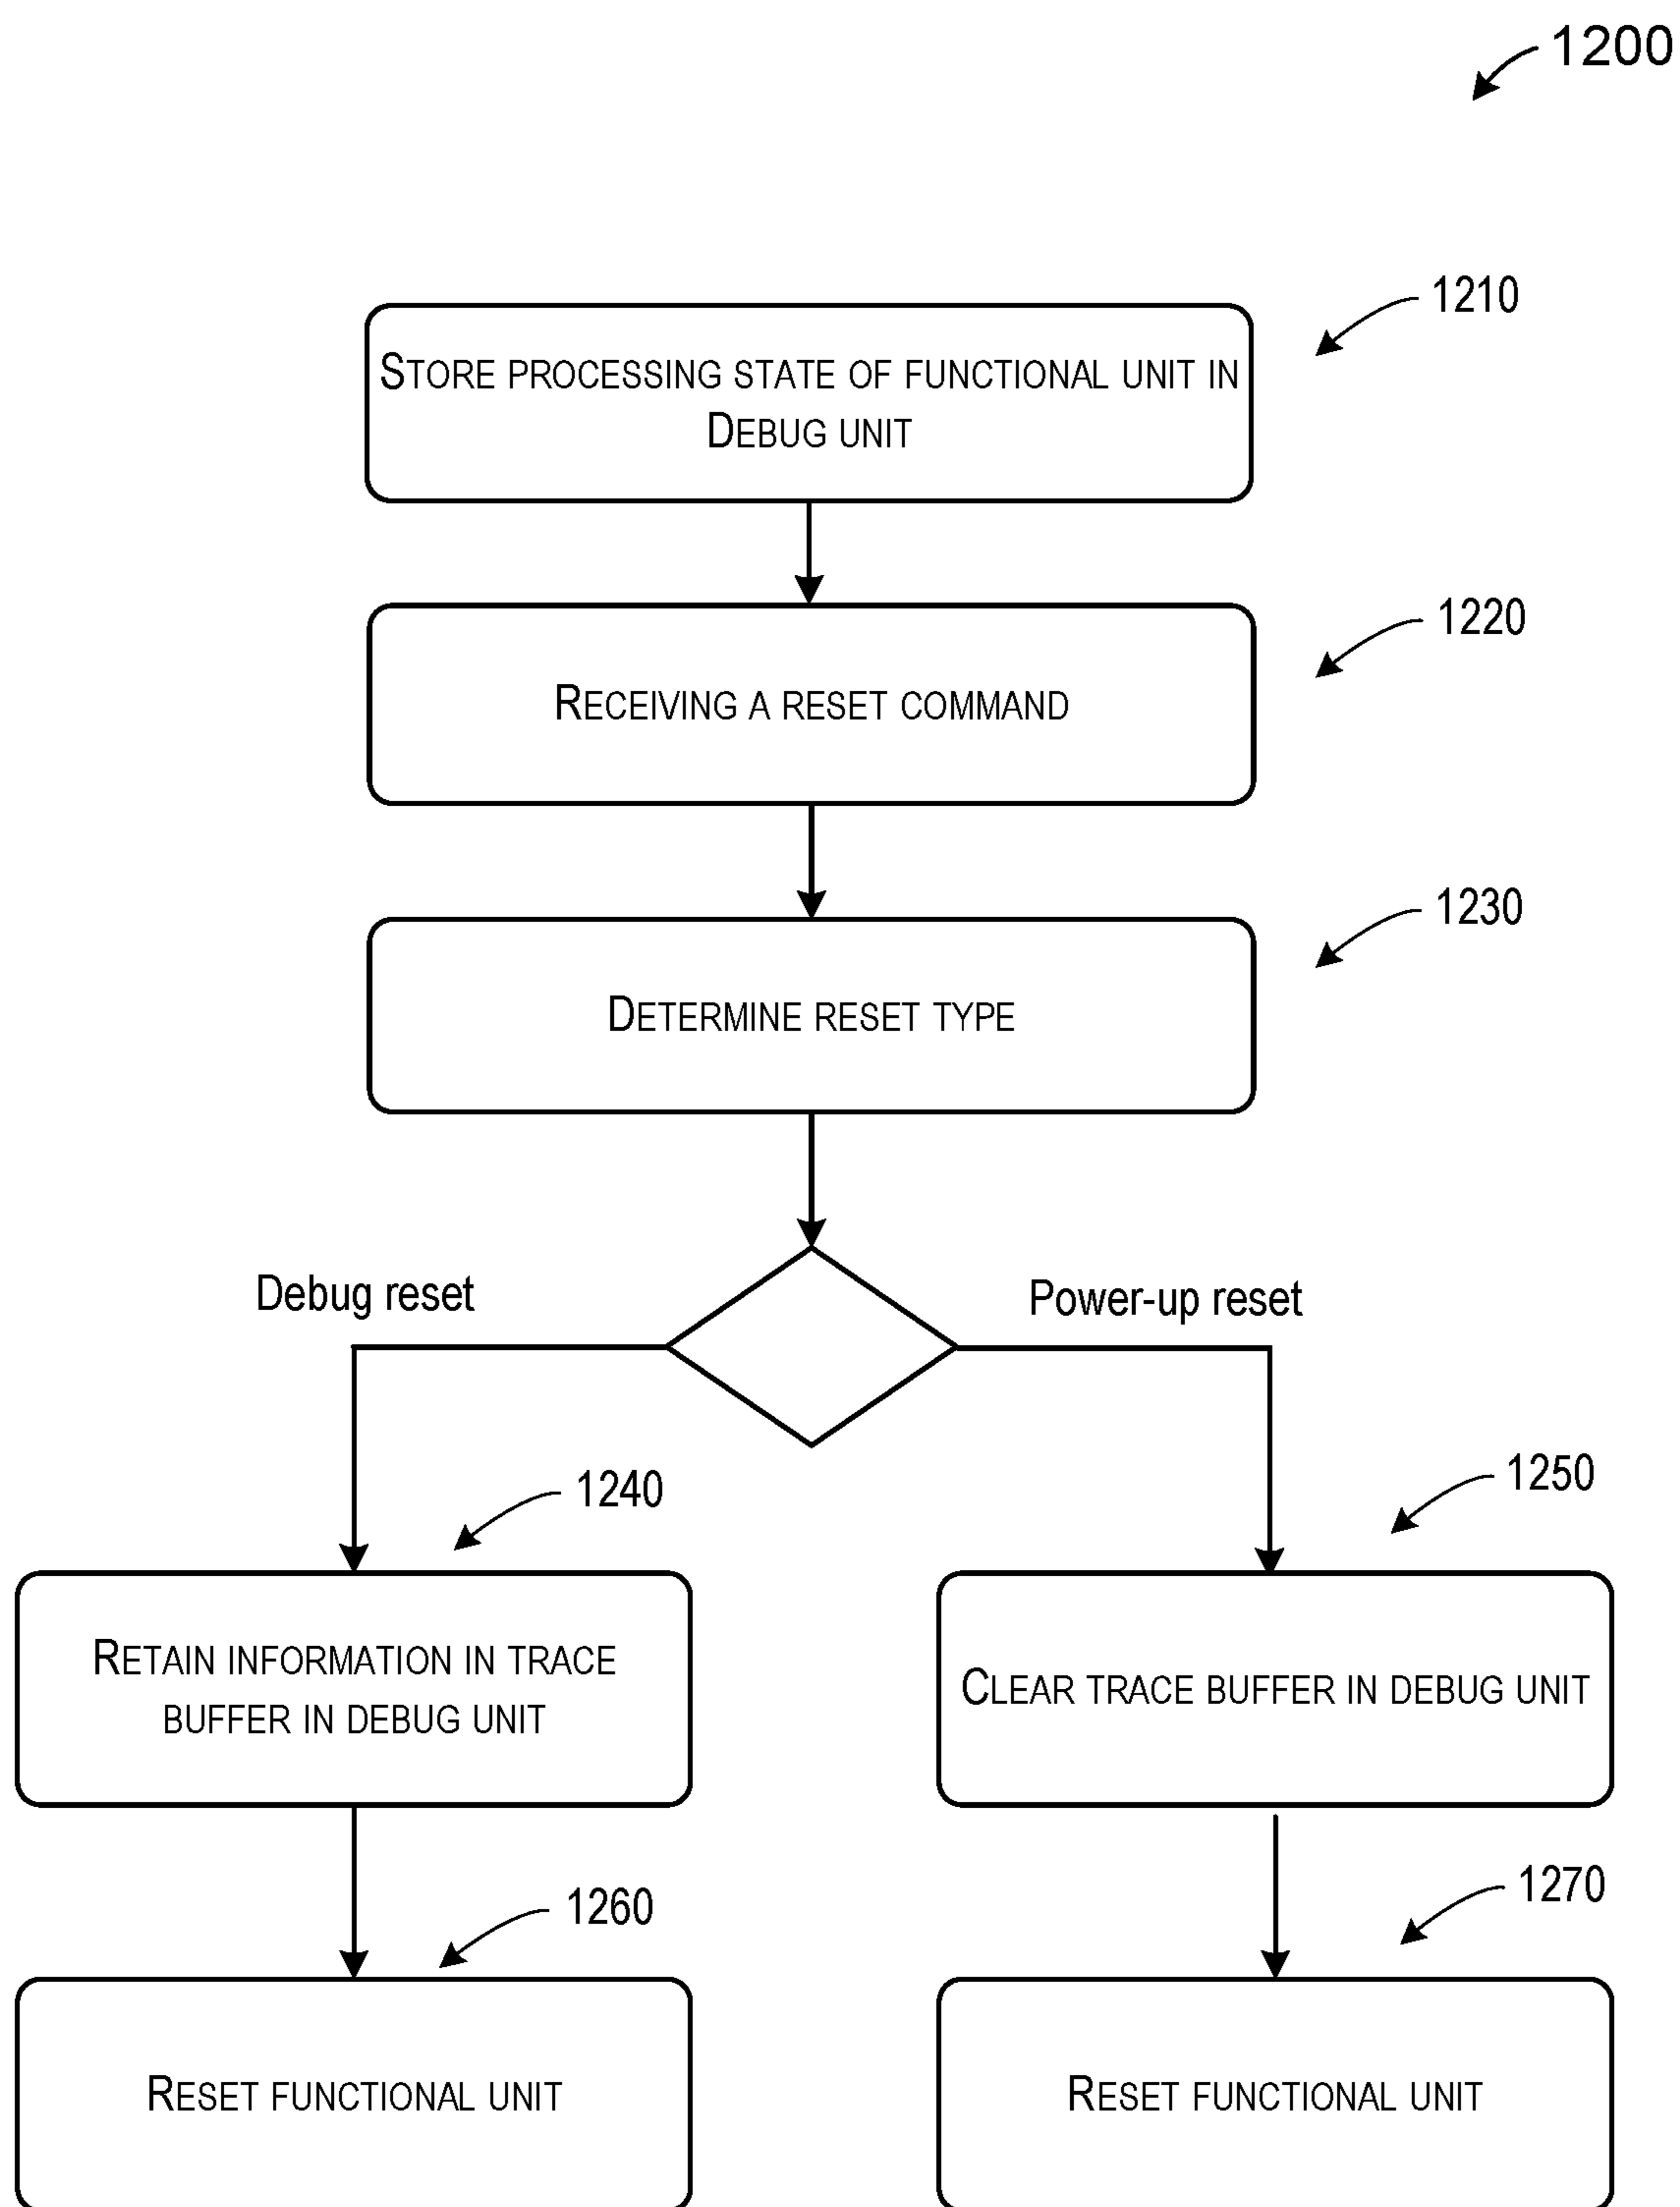 1200
1210
STORE PROCESSING STATE OF FUNCTIONAL UNIT IN
DEBUG UNIT
1220
RECEIVING A RESET COMMAND
1230
DETERMINE RESET TYPE
Debug reset
Power-up reset
1240
1250
RETAIN INFORMATION IN TRACE
BUFFER IN DEBUG UNIT
CLEAR TRACE BUFFER IN DEBUG UNIT
1260
1270
RESET FUNCTIONAL UNIT
RESET FUNCTIONAL UNIT